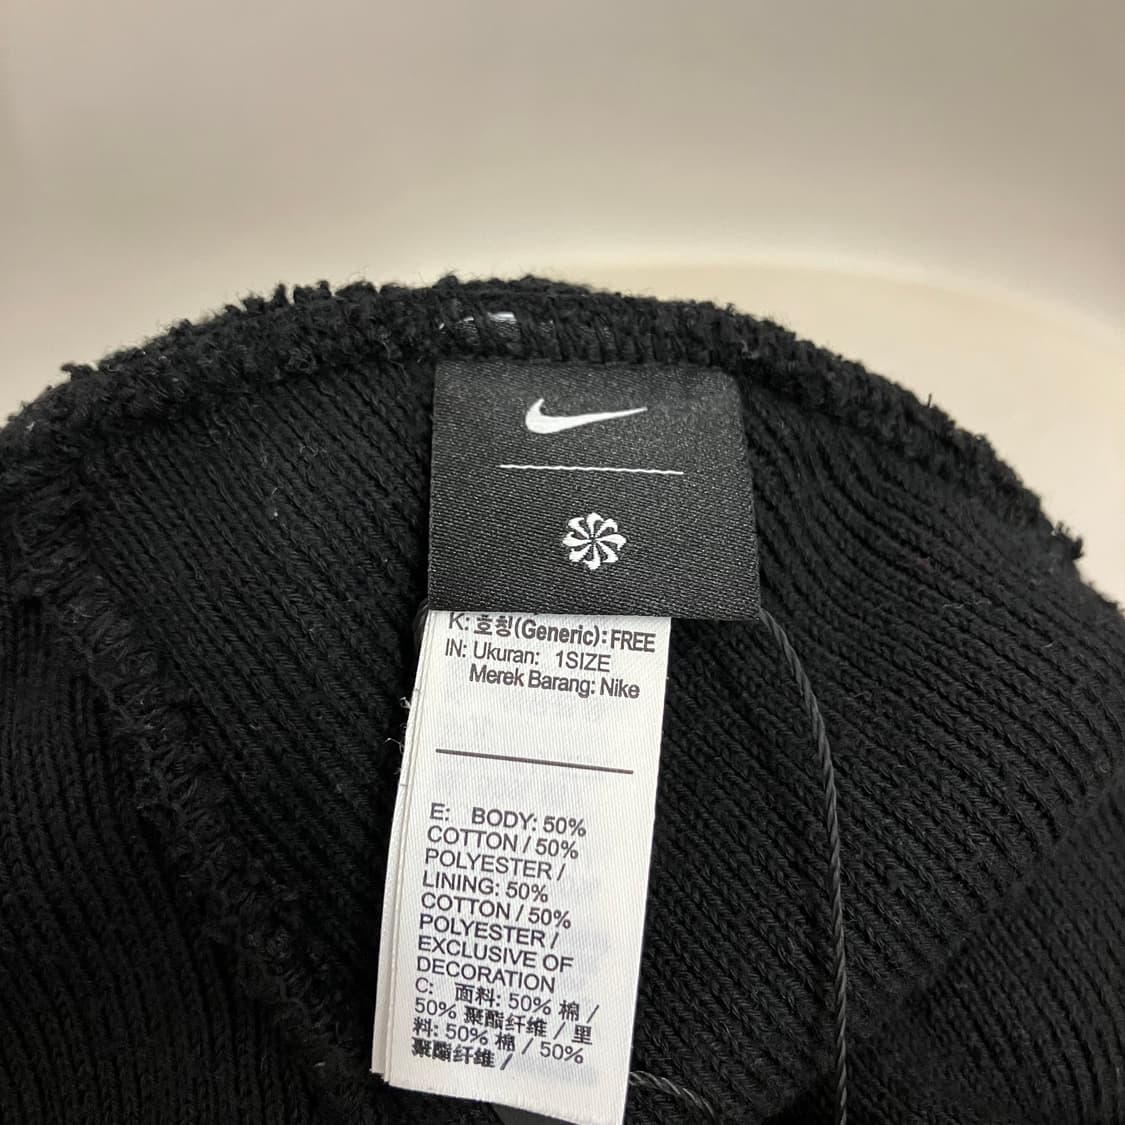 K: 호칭(Generic): FREE
IN: Ukuran: 1SIZE
Merek Barang: Nike
E: BODY: 50%
COTTON / 50%
POLYESTER /
LINING: 50%
COTTON / 50%
POLYESTER /
EXCLUSIVE OF
DECORATION
C: 面料: 50% 棉 /
50% 聚酯纤维 / 里
料: 50% 棉 / 50%
聚酯纤维 /